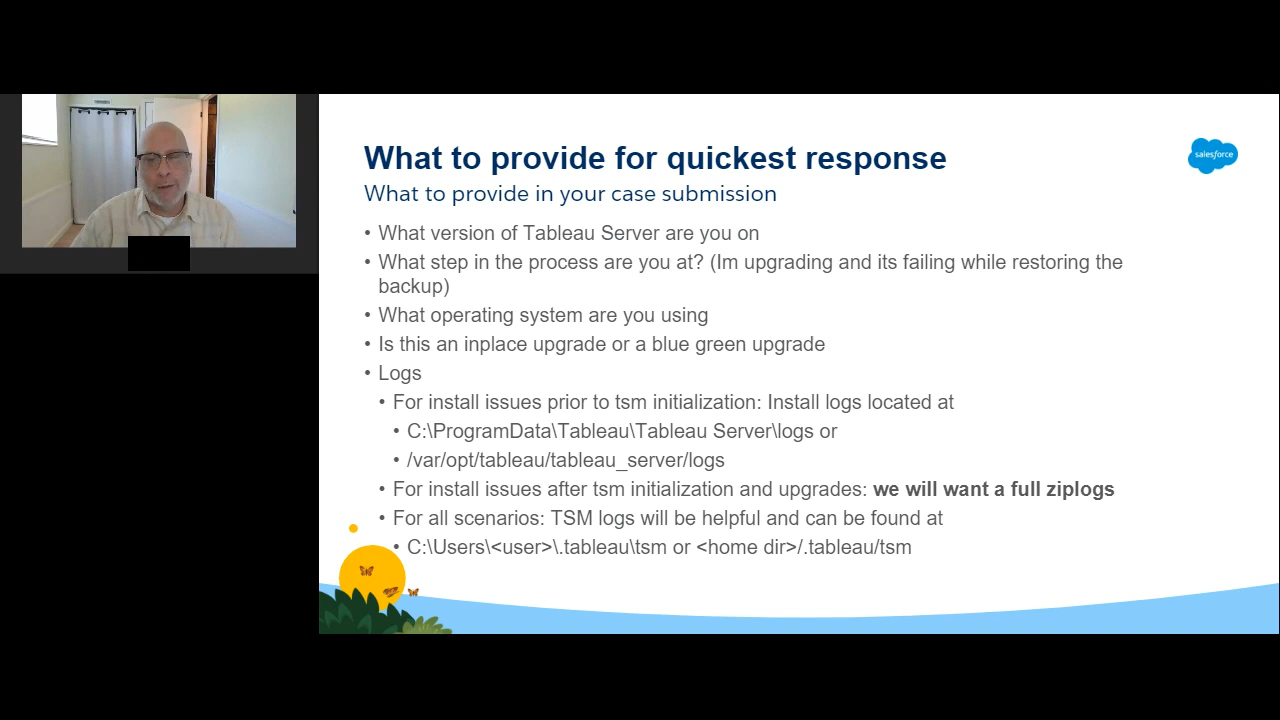 What to provide for quickest response
salesforce
What to provide in your case submission
• What version of Tableau Server are you on
• What step in the process are you at? (Im upgrading and its failing while restoring the
backup)
• What operating system are you using
• Is this an inplace upgrade or a blue green upgrade
• Logs
• For install issues prior to tsm initialization: Install logs located at
• C:\ProgramData\Tableau\Tableau Server\logs or
• /var/opt/tableau/tableau_server/logs
• For install issues after tsm initialization and upgrades: we will want a full ziplogs
• For all scenarios: TSM logs will be helpful and can be found at
• C:\Users\<user>\.tableau\tsm or <home dir>/.tableau/tsm